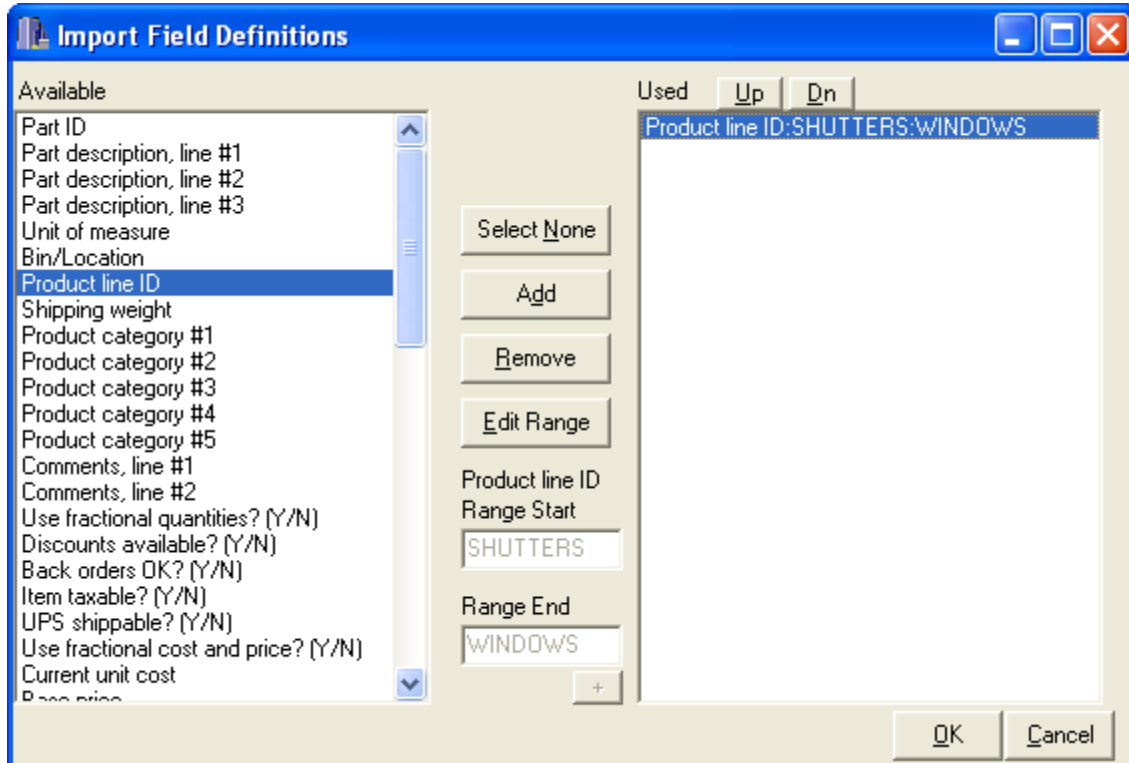 Import Field Definitions
Available
Part ID
Part description, line #1
Part description, line #2
Part description, line #3
Unit of measure
Bin/Location
Product line ID
Shipping weight
Product category #1
Product category #2
Product category #3
Product category #4
Product category #5
Comments, line #1
Comments, line #2
Use fractional quantities? (Y/N)
Discounts available? (Y/N)
Back orders OK? (Y/N)
Item taxable? (Y/N)
UPS shippable? (Y/N)
Use fractional cost and price? (Y/N)
Current unit cost
Base price
Select None
Add
Remove
Edit Range
Product line ID
Range Start
SHUTTERS
Range End
WINDOWS
+
Used
Up
Dn
Product line ID:SHUTTERS:WINDOWS
OK
Cancel